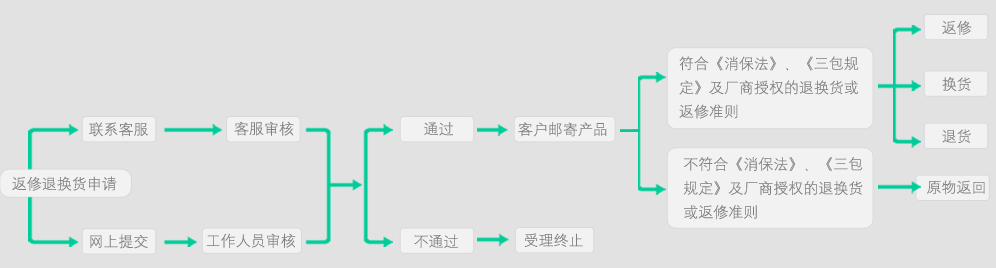 返修退换货申请
联系客服
客服审核
网上提交
工作人员审核
通过
客户邮寄产品
不通过
受理终止
符合《消保法》、《三包规
定》及厂商授权的退换货或
返修准则
不符合《消保法》、《三包
规定》及厂商授权的退换货
或返修准则
返修
换货
退货
原物返回